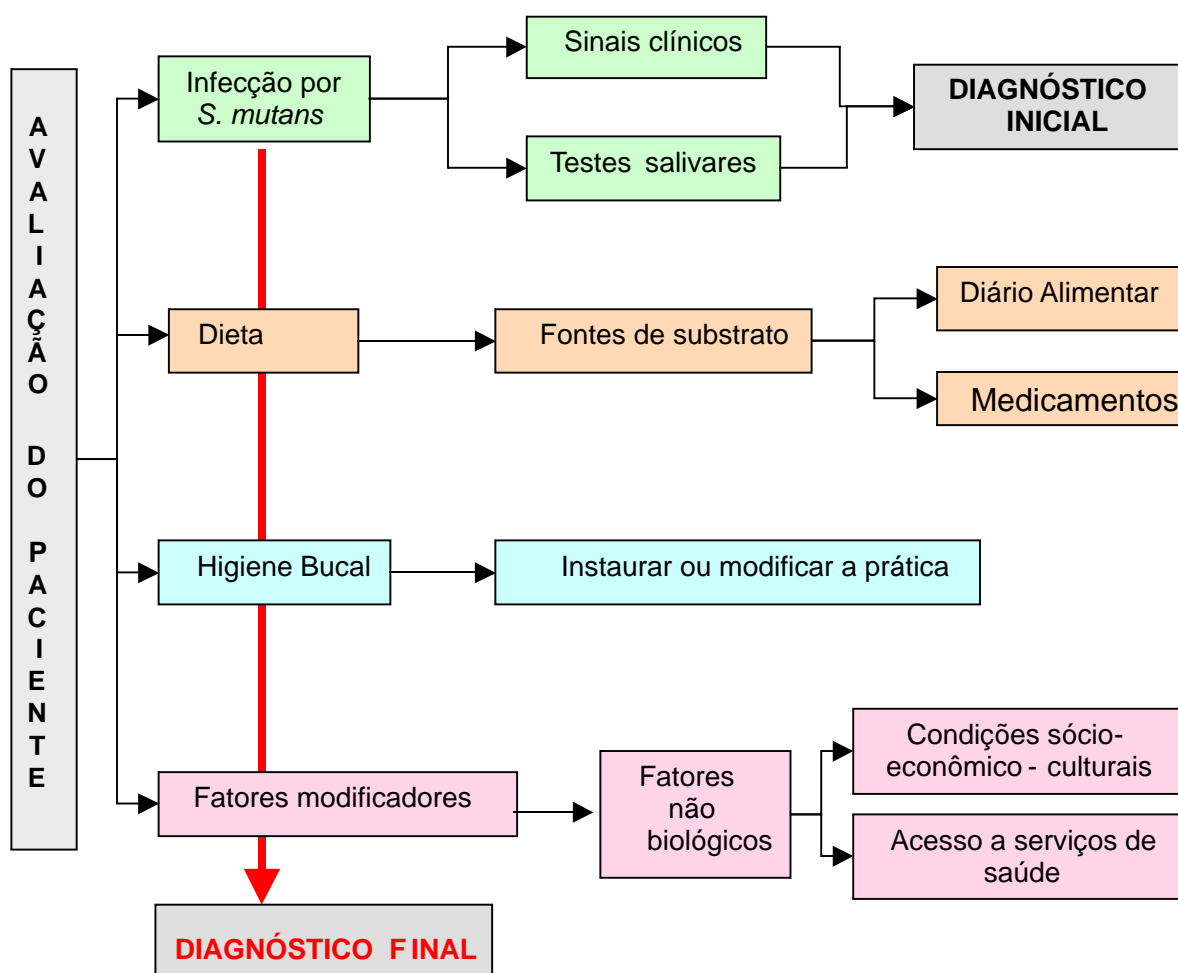 AVALIAÇÃO DO PACIENTE
Infecção por
S. mutans
Sinais clínicos
Testes salivares
DIAGNÓSTICO
INICIAL
Dieta
Fontes de substrato
Diário Alimentar
Medicamentos
Higiene Bucal
Instaurar ou modificar a prática
Fatores modificadores
Fatores
não
biológicos
Condições sócio-
econômico - culturais
Acesso a serviços de
saúde
DIAGNÓSTICO FINAL